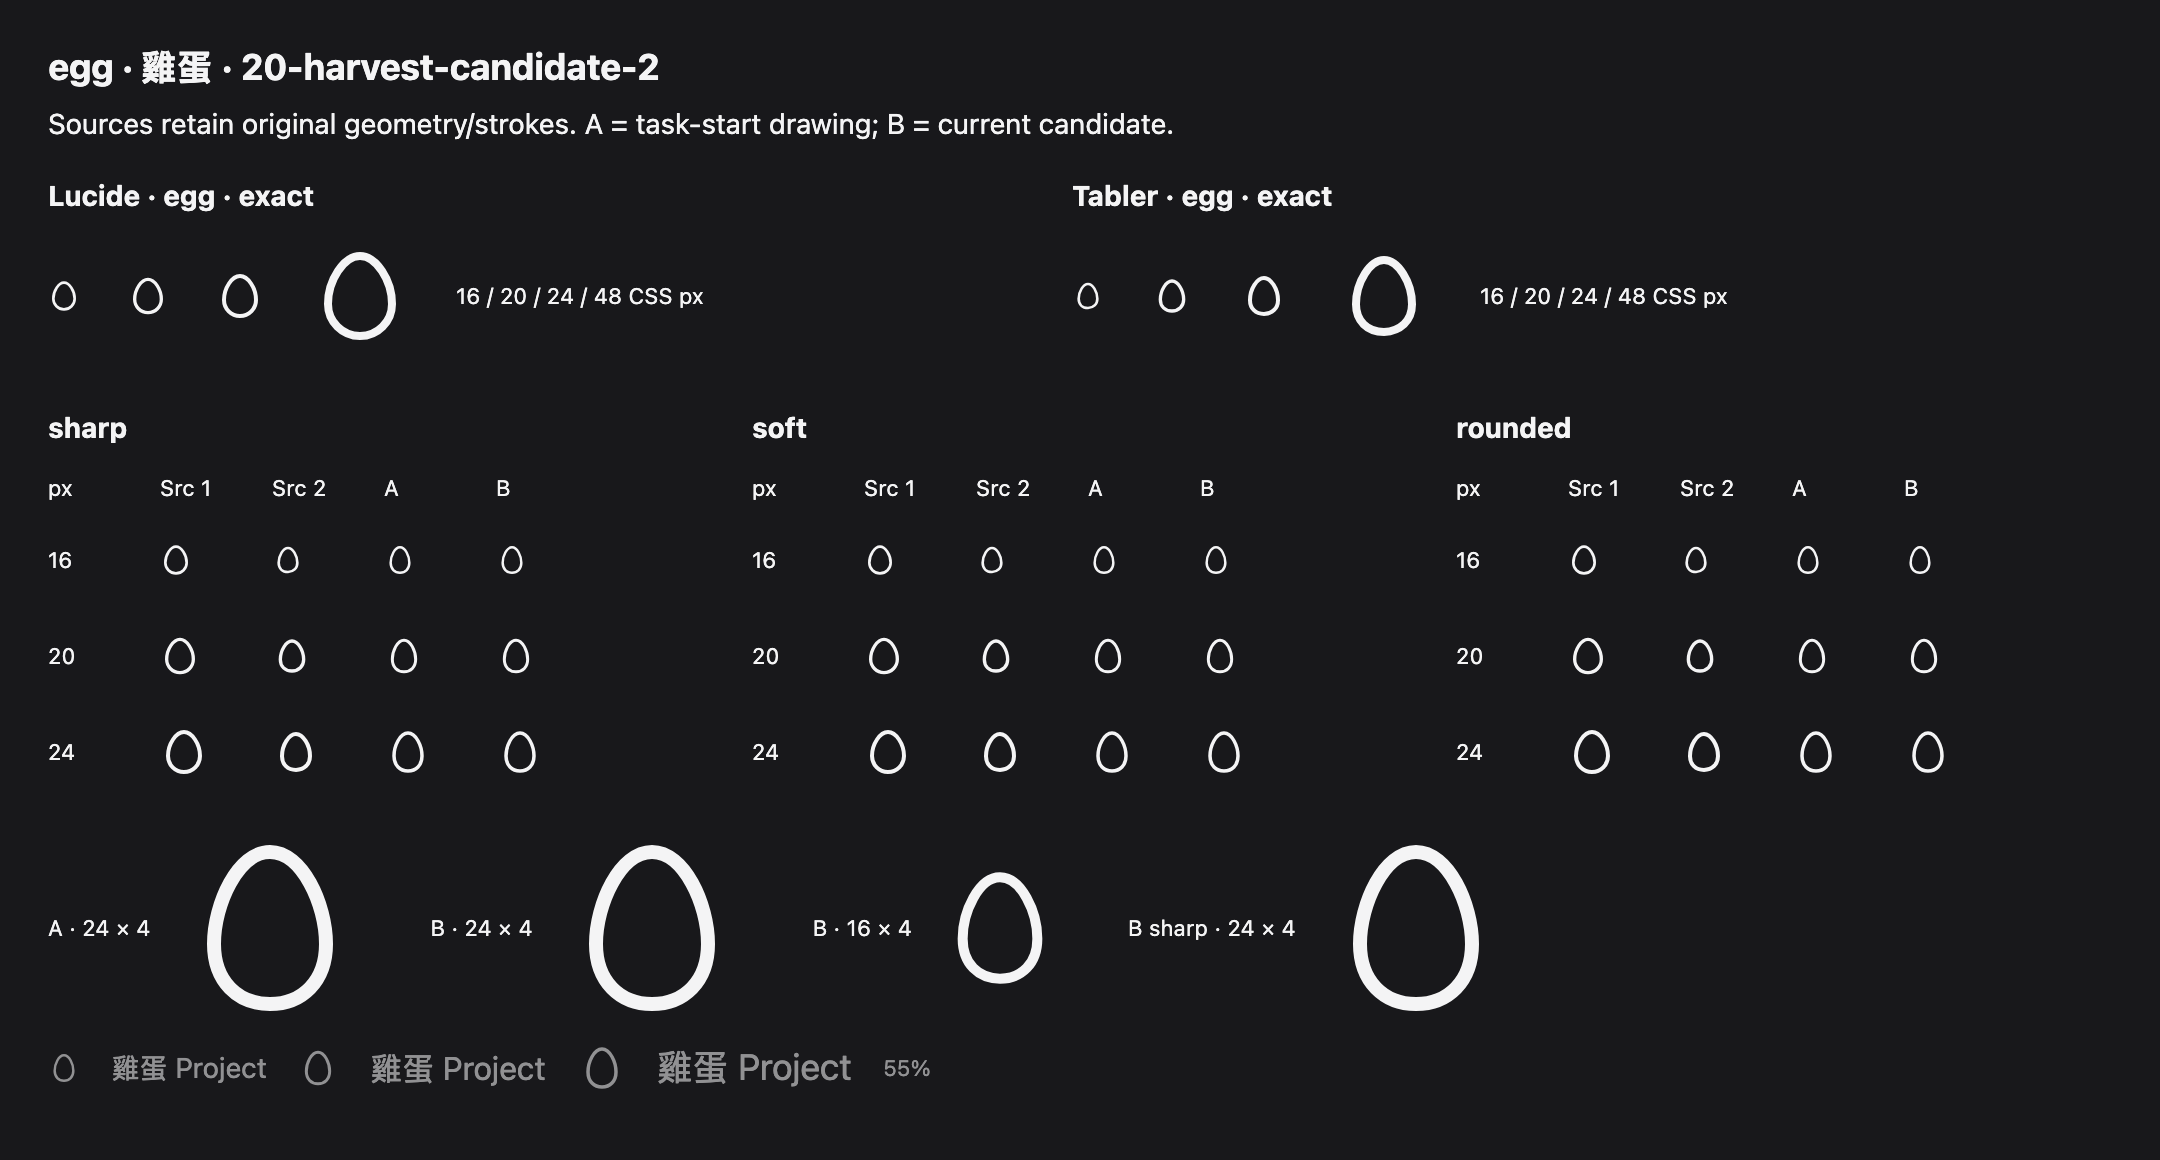 egg · 雞蛋 · 20-harvest-candidate-2
Sources retain original geometry/strokes. A = task-start drawing; B = current candidate.
Lucide · egg · exact
16 / 20 / 24 / 48 CSS px
Tabler · egg · exact
16 / 20 / 24 / 48 CSS px
sharp
px Src 1 Src 2 A B
16
20
24
soft
px Src 1 Src 2 A B
16
20
24
rounded
px Src 1 Src 2 A B
16
20
24
A · 24 × 4
B · 24 × 4
B · 16 × 4
B sharp · 24 × 4
雞蛋 Project 雞蛋 Project 雞蛋 Project 55%